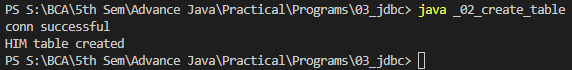 PS S:\BCA\5th Sem\Advance Java\Practical\Programs\03_jdbc> java _02_create_table
conn successful
HIM table created
PS S:\BCA\5th Sem\Advance Java\Practical\Programs\03_jdbc>